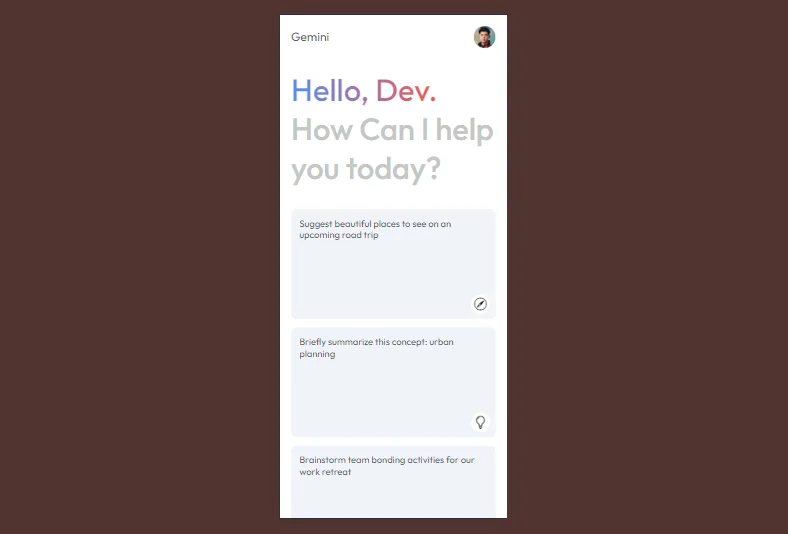 Gemini
Hello, Dev.
How Can I help
you today?
Suggest beautiful places to see on an
upcoming road trip
Briefly summarize this concept: urban
planning
Brainstorm team bonding activities for our
work retreat